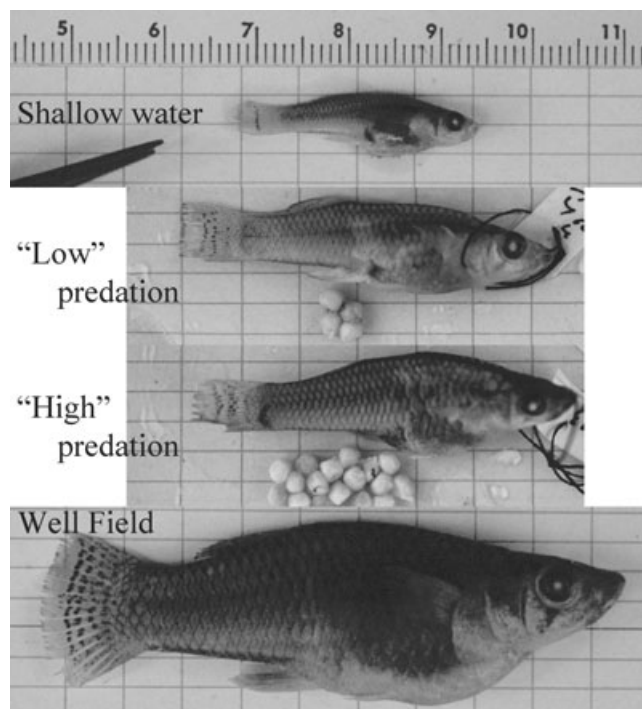 5 6 7 8 9 10 11
Shallow water
“Low”
predation
“High”
predation
Well Field